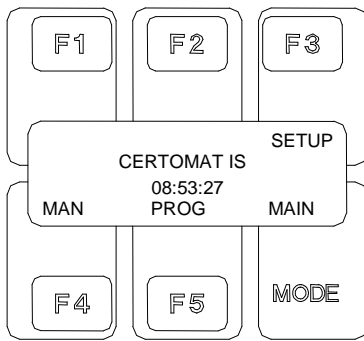 F1 F2 F3
SETUP
CERTOMAT IS
08:53:27
MAN PROG MAIN
F4 F5 MODE